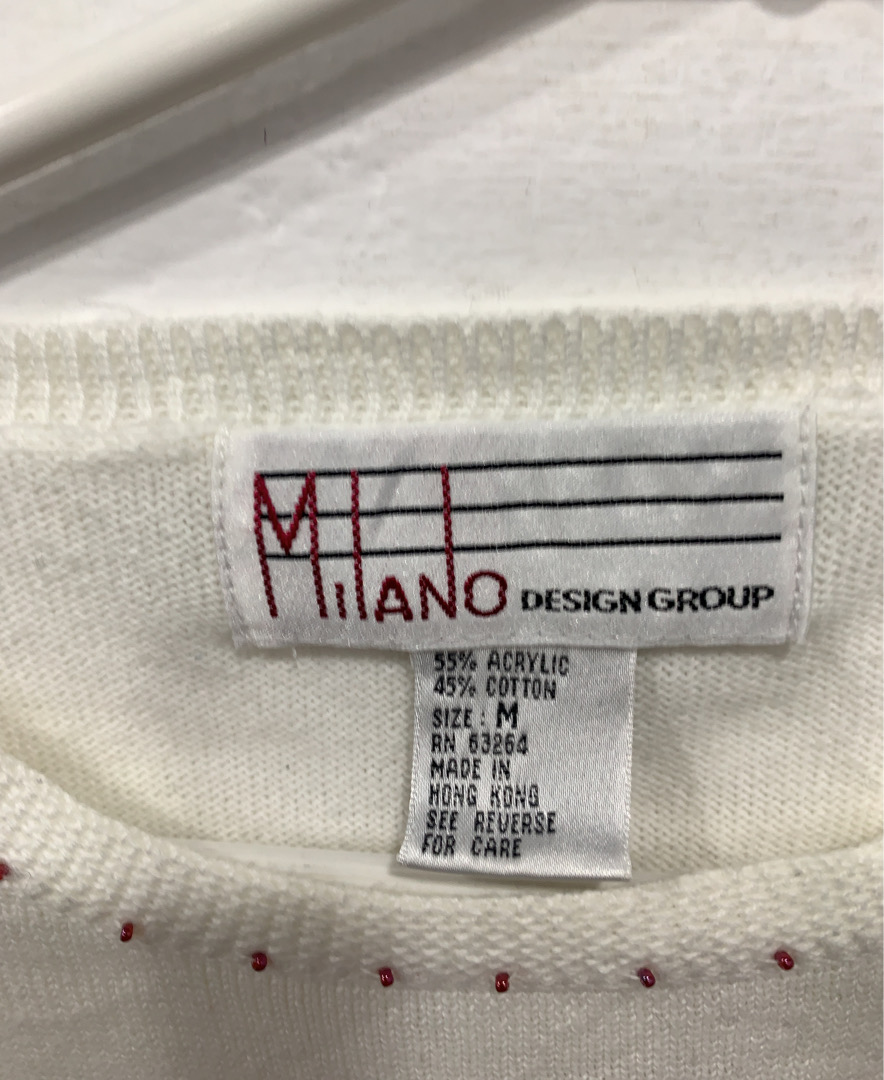 MilANO DESIGN GROUP
55% ACRYLIC
45% COTTON
SIZE : M
RN 63264
MADE IN
HONG KONG
SEE REVERSE
FOR CARE